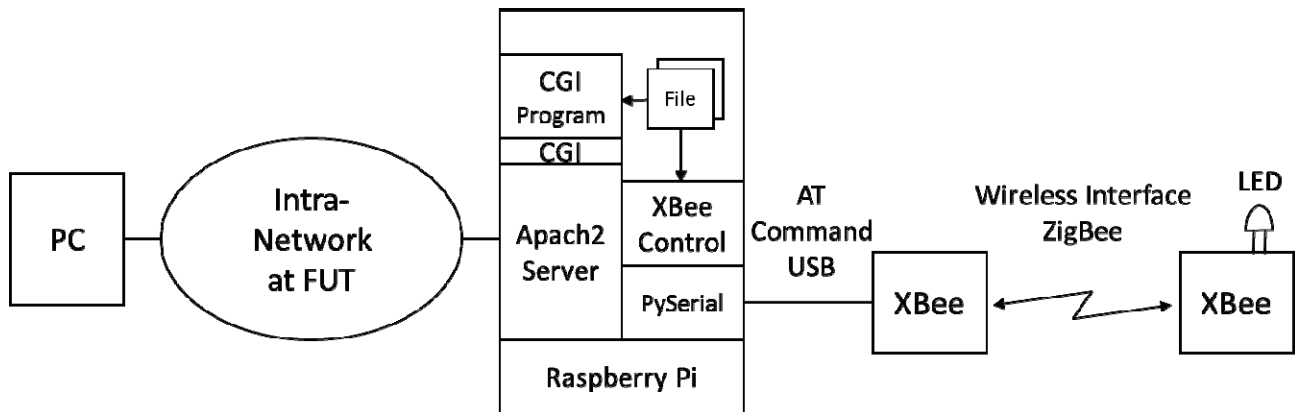 PC
Intra-
Network
at FUT
CGI
Program
File
CGI
Apach2
Server
XBee
Control
PySerial
Raspberry Pi
AT
Command
USB
XBee
Wireless Interface
ZigBee
LED
XBee